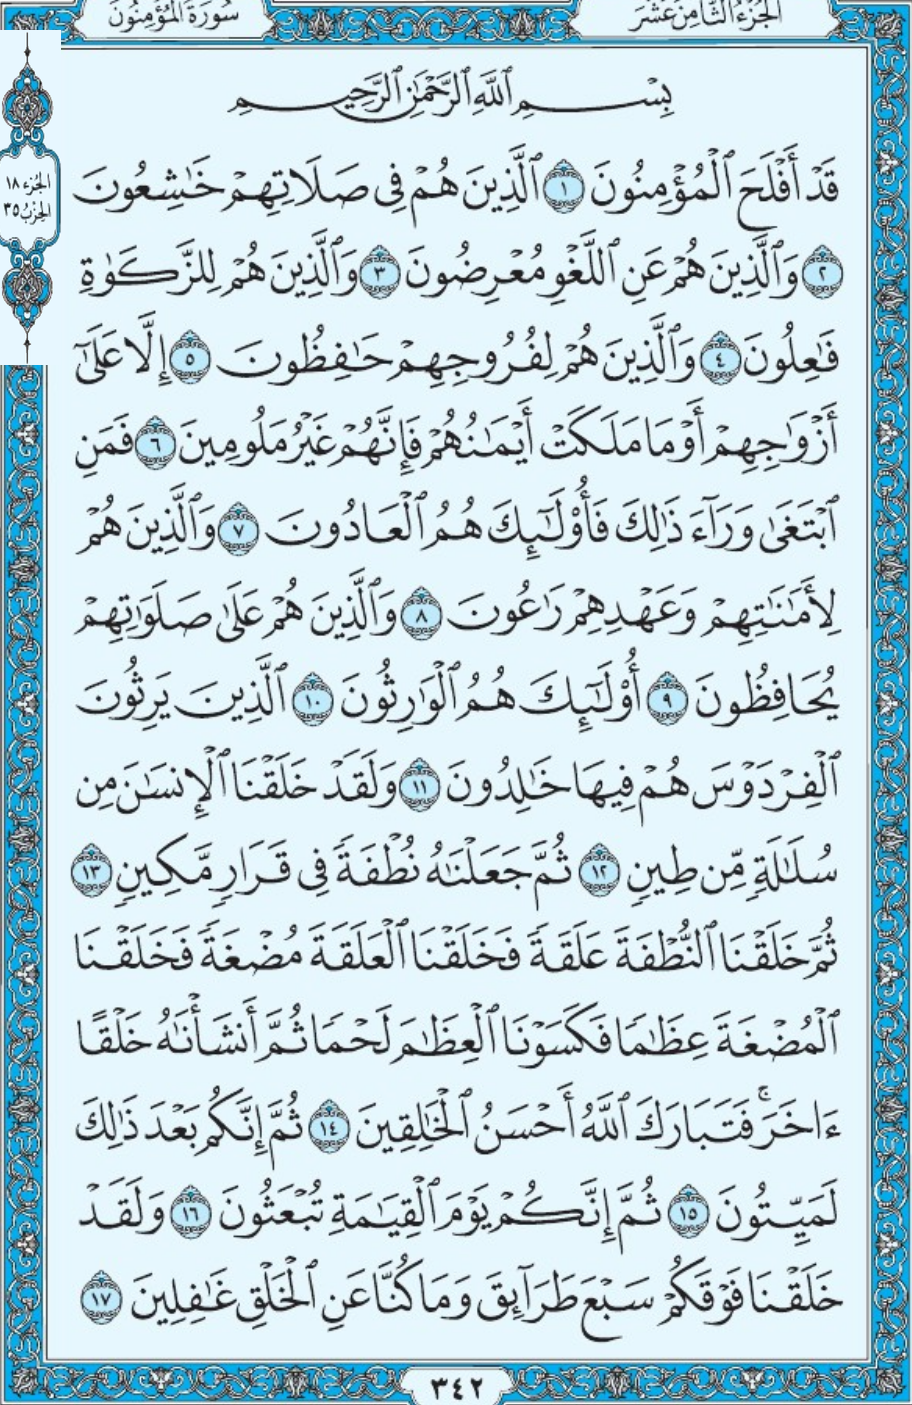 الجزء الثامن عشر
سورة المؤمنون
الجزء ١٨
الحزب ٣٥
بِسْمِ ٱللَّهِ ٱلرَّحْمَٰنِ ٱلرَّحِيمِ
قَدْ أَفْلَحَ ٱلْمُؤْمِنُونَ ١ ٱلَّذِينَ هُمْ فِى صَلَاتِهِمْ خَٰشِعُونَ
٢ وَٱلَّذِينَ هُمْ عَنِ ٱللَّغْوِ مُعْرِضُونَ ٣ وَٱلَّذِينَ هُمْ لِلزَّكَوٰةِ
فَٰعِلُونَ ٤ وَٱلَّذِينَ هُمْ لِفُرُوجِهِمْ حَٰفِظُونَ ٥ إِلَّا عَلَىٰٓ
أَزْوَٰجِهِمْ أَوْ مَا مَلَكَتْ أَيْمَٰنُهُمْ فَإِنَّهُمْ غَيْرُ مَلُومِينَ ٦ فَمَنِ
ٱبْتَغَىٰ وَرَآءَ ذَٰلِكَ فَأُو۟لَٰٓئِكَ هُمُ ٱلْعَادُونَ ٧ وَٱلَّذِينَ هُمْ
لِأَمَٰنَٰتِهِمْ وَعَهْدِهِمْ رَٰعُونَ ٨ وَٱلَّذِينَ هُمْ عَلَىٰ صَلَوَٰتِهِمْ
يُحَافِظُونَ ٩ أُو۟لَٰٓئِكَ هُمُ ٱلْوَٰرِثُونَ ١٠ ٱلَّذِينَ يَرِثُونَ
ٱلْفِرْدَوْسَ هُمْ فِيهَا خَٰلِدُونَ ١١ وَلَقَدْ خَلَقْنَا ٱلْإِنسَٰنَ مِن
سُلَٰلَةٍ مِّن طِينٍ ١٢ ثُمَّ جَعَلْنَٰهُ نُطْفَةً فِى قَرَارٍ مَّكِينٍ ١٣
ثُمَّ خَلَقْنَا ٱلنُّطْفَةَ عَلَقَةً فَخَلَقْنَا ٱلْعَلَقَةَ مُضْغَةً فَخَلَقْنَا
ٱلْمُضْغَةَ عِظَٰمًا فَكَسَوْنَا ٱلْعِظَٰمَ لَحْمًا ثُمَّ أَنشَأْنَٰهُ خَلْقًا
ءَاخَرَ ۚ فَتَبَارَكَ ٱللَّهُ أَحْسَنُ ٱلْخَٰلِقِينَ ١٤ ثُمَّ إِنَّكُم بَعْدَ ذَٰلِكَ
لَمَيِّتُونَ ١٥ ثُمَّ إِنَّكُمْ يَوْمَ ٱلْقِيَٰمَةِ تُبْعَثُونَ ١٦ وَلَقَدْ
خَلَقْنَا فَوْقَكُمْ سَبْعَ طَرَآئِقَ وَمَا كُنَّا عَنِ ٱلْخَلْقِ غَٰفِلِينَ ١٧
٣٤٢